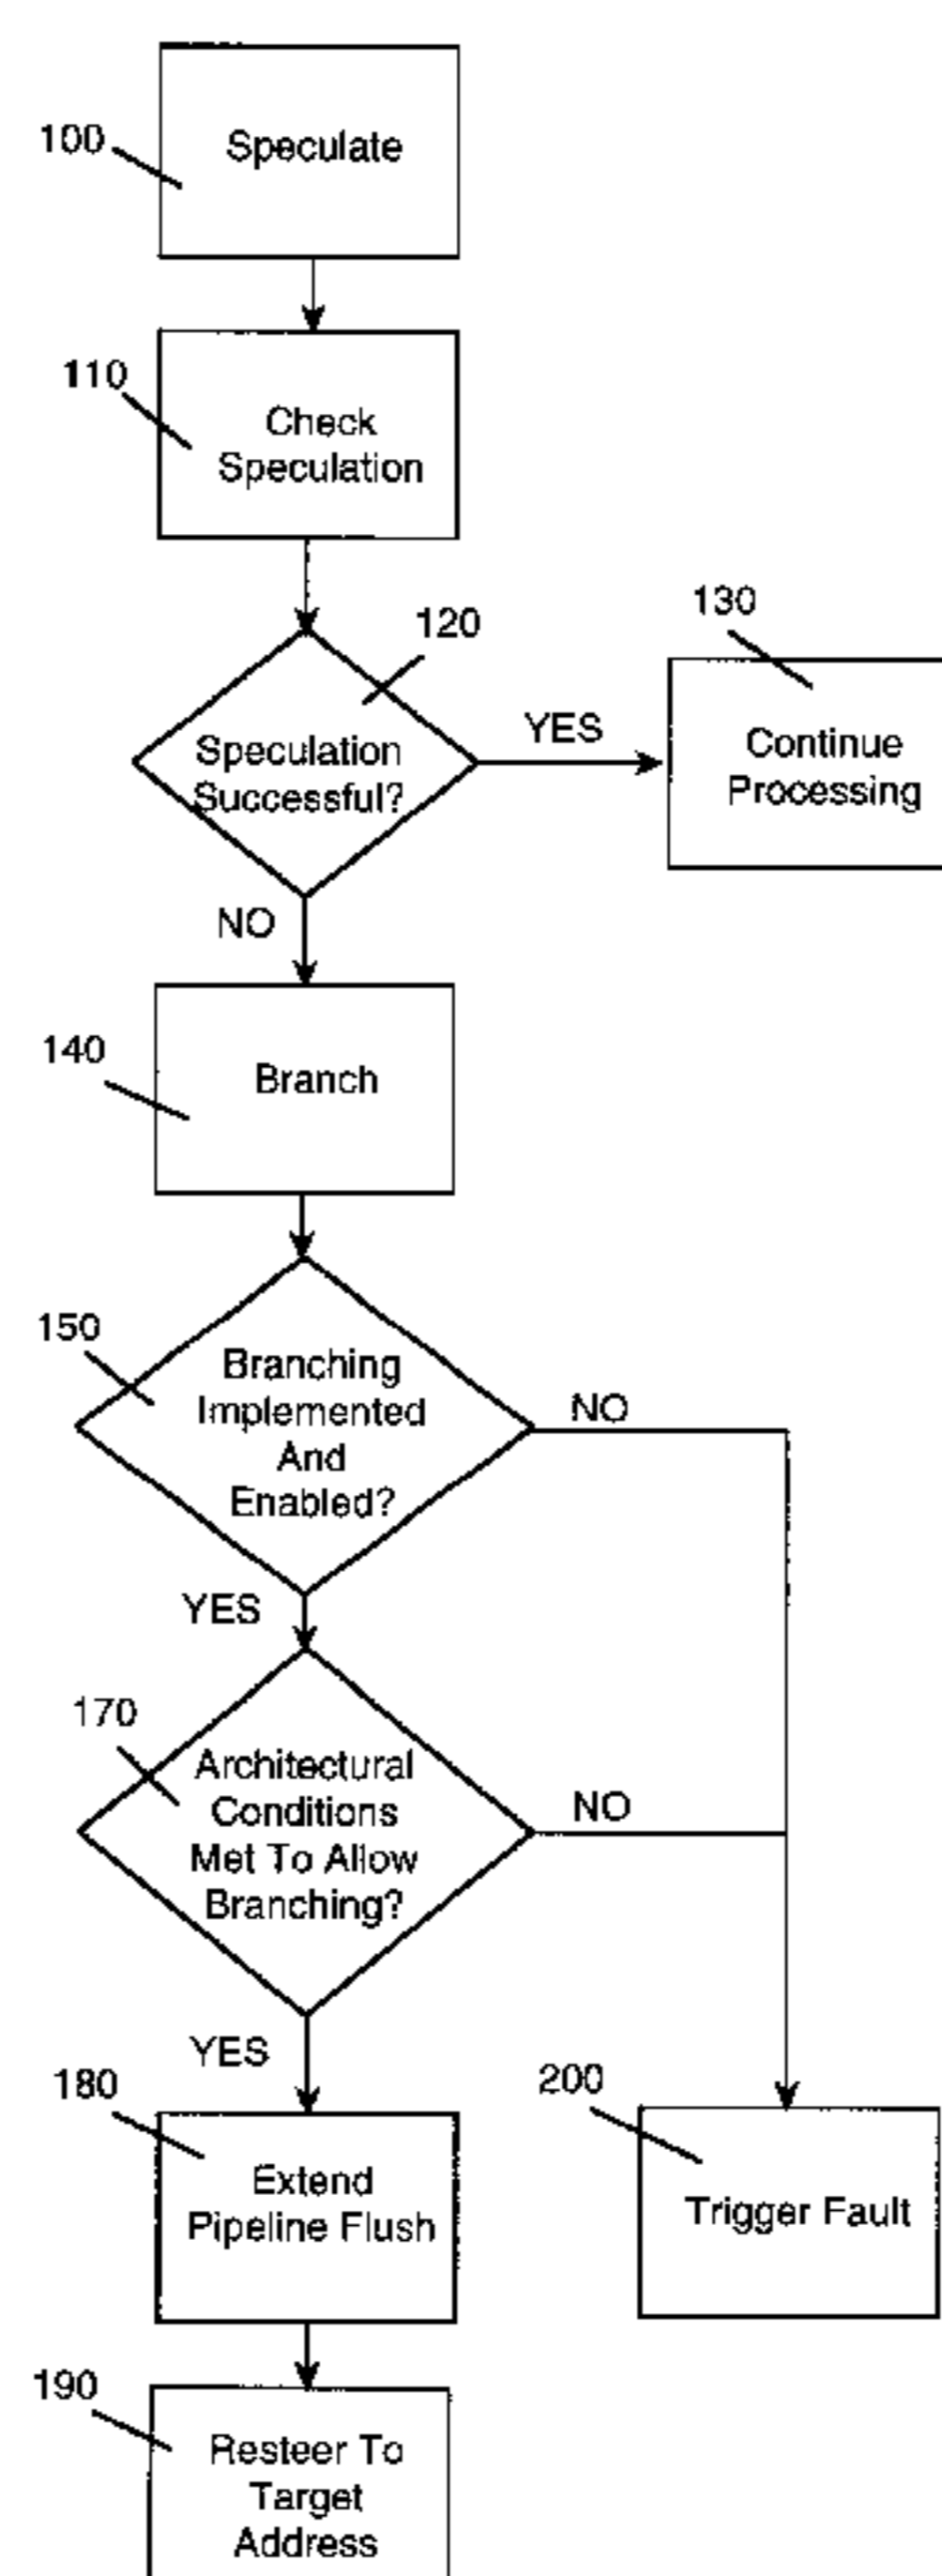 100
Speculate
110
Check
Speculation
120
Speculation
Successful?
YES
130
Continue
Processing
NO
140
Branch
150
Branching
Implemented
And
Enabled?
NO
YES
170
Architectural
Conditions
Met To Allow
Branching?
NO
YES
180
Extend
Pipeline Flush
200
Trigger Fault
190
Resteer To
Target
Address